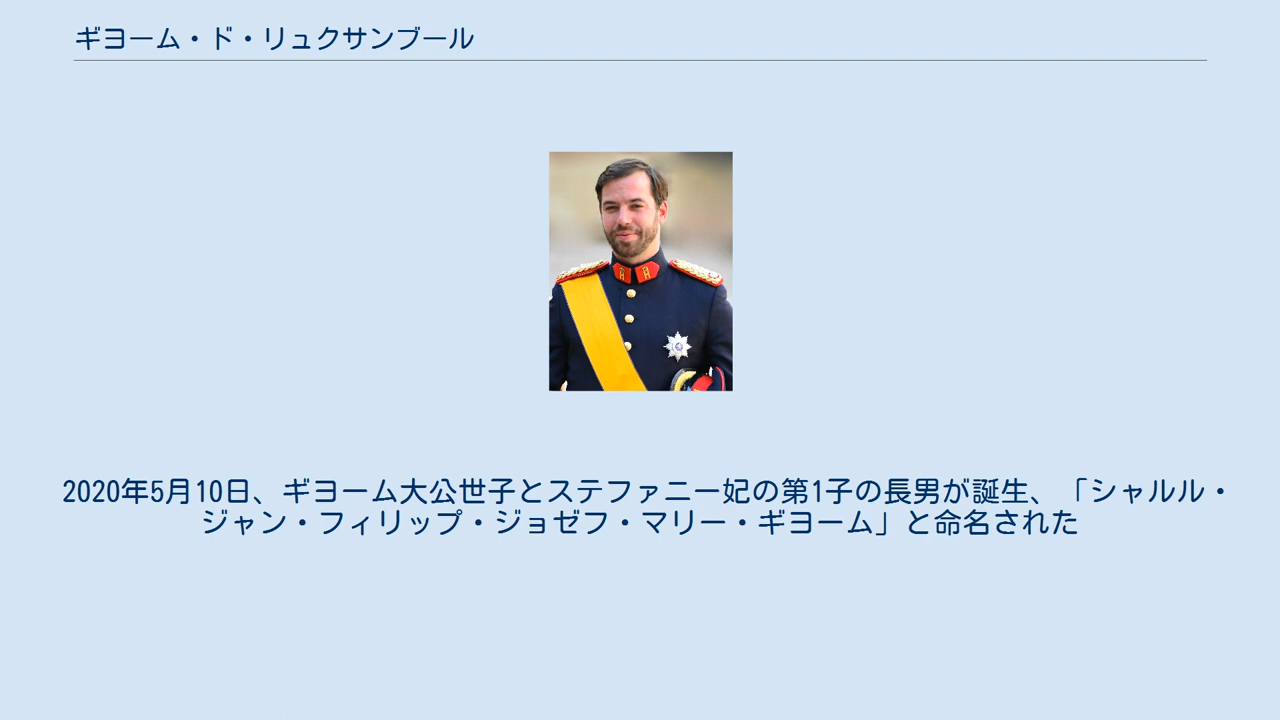 ギヨーム・ド・リュクサンブール
2020年5月10日、ギヨーム大公世子とステファニー妃の第1子の長男が誕生、「シャルル・
ジャン・フィリップ・ジョゼフ・マリー・ギヨーム」と命名された